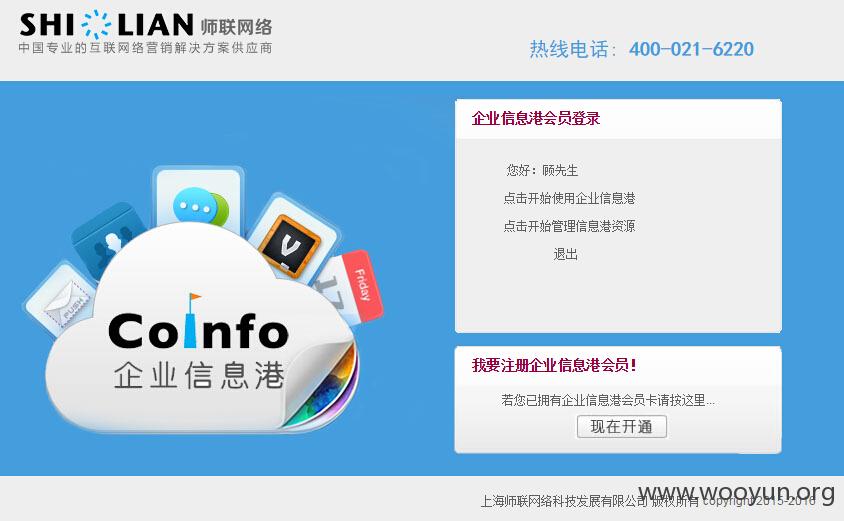 SHI LIAN 师联网络
中国专业的互联网络营销解决方案供应商
热线电话: 400-021-6220
企业信息港会员登录
您好：顾先生
点击开始使用企业信息港
点击开始管理信息港资源
退出
PUSH
Friday
17
CoInfo
企业信息港
我要注册企业信息港会员！
若您已拥有企业信息港会员卡请按这里...
现在开通
www.wooyun.org
上海师联网络科技发展有限公司 版权所有 copyright 2015-2016